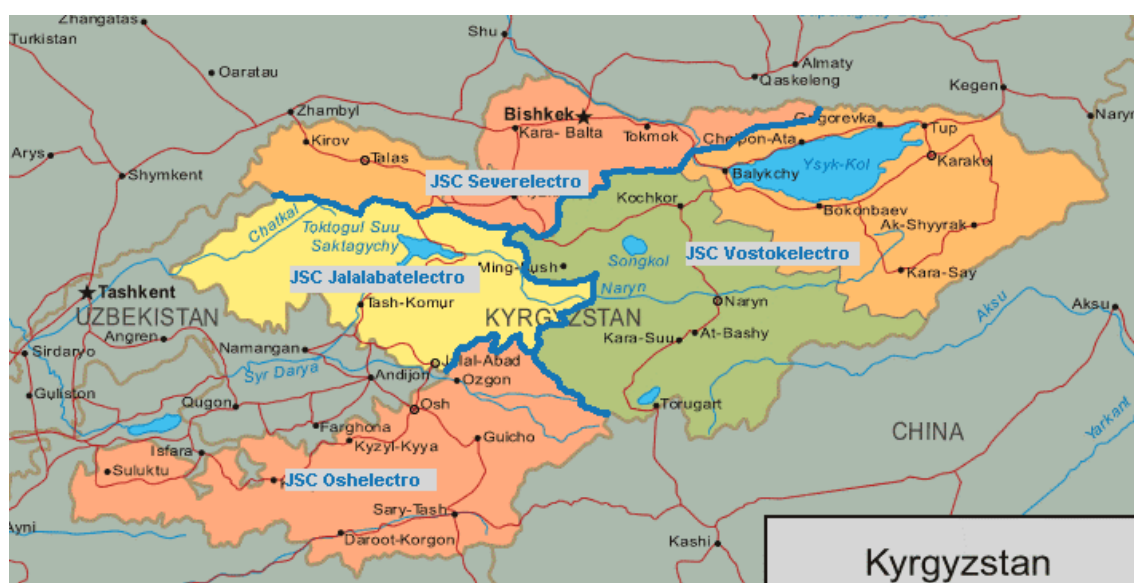 Zhangatas
Turkistan
Shu
Oaratau
Almaty
Qaskeleng
Kegen
Zhambyl
Bishkek
Naryn
Kirov
Kara- Balta
Tokmok
Grigorevka
Tup
Cholpon-Ata
Arys
Talas
Ysyk-Kol
Karakol
Shymkent
JSC Severelectro
Balykchy
Kochkor
Bokonbaev
Chatkal
Toktogul Suu
Saktagychy
Ak-Shyyrak
JSC Vostokelectro
Songkol
JSC Jalalabatelectro
Ming-Kush
Kara-Say
Tashkent
Tash-Komur
Naryn
Naryn
Aksu
Aksu
UZBEKISTAN
KYRGYZSTAN
Angren
Kara-Suu
At-Bashy
Sirdaryo
Namangan
Jalal-Abad
Syr Darya
Andijon
Ozgon
Guliston
Qugon
Osh
Torugart
Farghona
Guicho
CHINA
Yarkant
Isfara
Kyzyl-Kyya
Suluktu
JSC Oshelectro
Sary-Tash
Ayni
Daroot-Korgon
Kashi
Kyrgyzstan